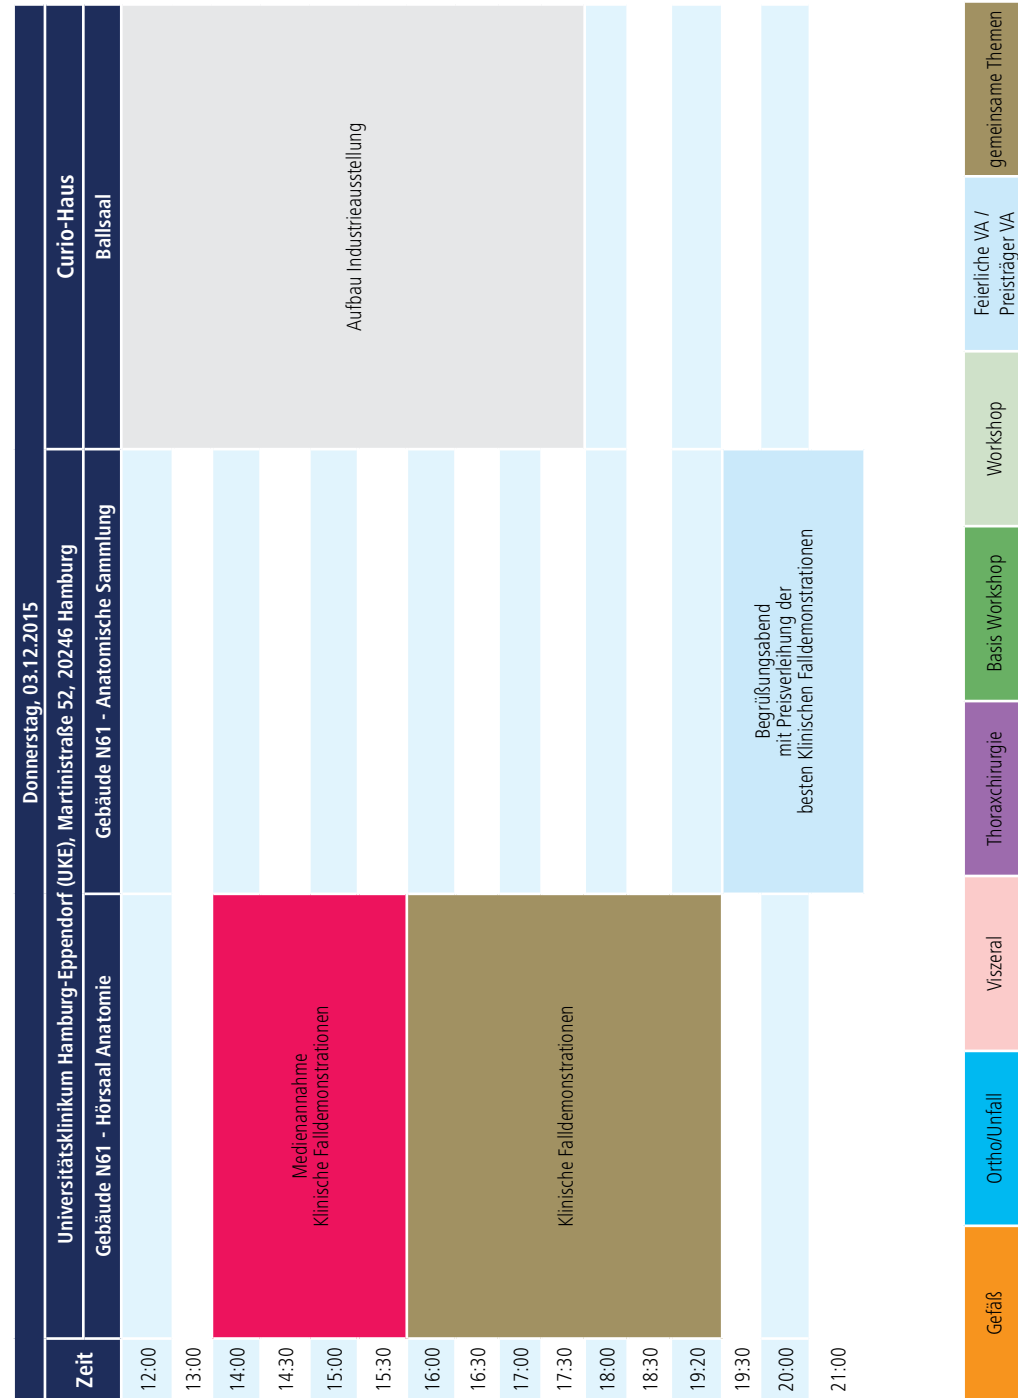 Donnerstag, 03.12.2015
Zeit
Universitätsklinikum Hamburg-Eppendorf (UKE), Martinistraße 52, 20246 Hamburg
Curio-Haus
Gebäude N61 - Hörsaal Anatomie
Gebäude N61 - Anatomische Sammlung
Ballsaal
12:00
13:00
14:00
14:30
15:00
15:30
16:00
16:30
17:00
17:30
18:00
18:30
19:20
19:30
20:00
21:00
Medienannahme
Klinische Falldemonstrationen
Klinische Falldemonstrationen
Begrüßungsabend
mit Preisverleihung der
besten Klinischen Falldemonstrationen
Aufbau Industrieausstellung
Gefäß
Ortho/Unfall
Viszeral
Thoraxchirurgie
Basis Workshop
Workshop
Feierliche VA /
Preisträger VA
gemeinsame Themen